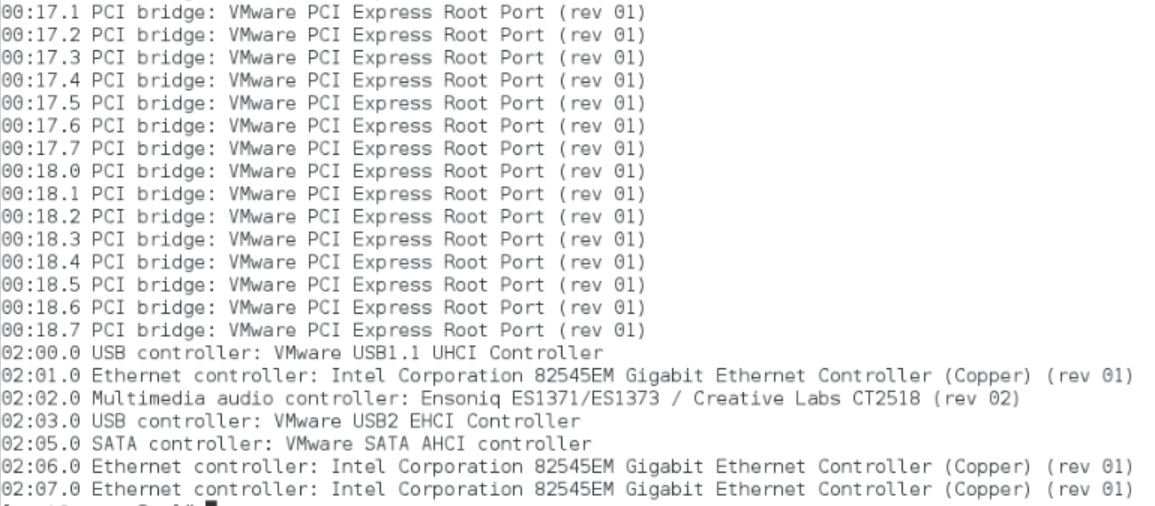 00:17.1 PCI bridge: VMware PCI Express Root Port (rev 01)
00:17.2 PCI bridge: VMware PCI Express Root Port (rev 01)
00:17.3 PCI bridge: VMware PCI Express Root Port (rev 01)
00:17.4 PCI bridge: VMware PCI Express Root Port (rev 01)
00:17.5 PCI bridge: VMware PCI Express Root Port (rev 01)
00:17.6 PCI bridge: VMware PCI Express Root Port (rev 01)
00:17.7 PCI bridge: VMware PCI Express Root Port (rev 01)
00:18.0 PCI bridge: VMware PCI Express Root Port (rev 01)
00:18.1 PCI bridge: VMware PCI Express Root Port (rev 01)
00:18.2 PCI bridge: VMware PCI Express Root Port (rev 01)
00:18.3 PCI bridge: VMware PCI Express Root Port (rev 01)
00:18.4 PCI bridge: VMware PCI Express Root Port (rev 01)
00:18.5 PCI bridge: VMware PCI Express Root Port (rev 01)
00:18.6 PCI bridge: VMware PCI Express Root Port (rev 01)
00:18.7 PCI bridge: VMware PCI Express Root Port (rev 01)
02:00.0 USB controller: VMware USB1.1 UHCI Controller
02:01.0 Ethernet controller: Intel Corporation 82545EM Gigabit Ethernet Controller (Copper) (rev 01)
02:02.0 Multimedia audio controller: Ensoniq ES1371/ES1373 / Creative Labs CT2518 (rev 02)
02:03.0 USB controller: VMware USB2 EHCI Controller
02:05.0 SATA controller: VMware SATA AHCI controller
02:06.0 Ethernet controller: Intel Corporation 82545EM Gigabit Ethernet Controller (Copper) (rev 01)
02:07.0 Ethernet controller: Intel Corporation 82545EM Gigabit Ethernet Controller (Copper) (rev 01)